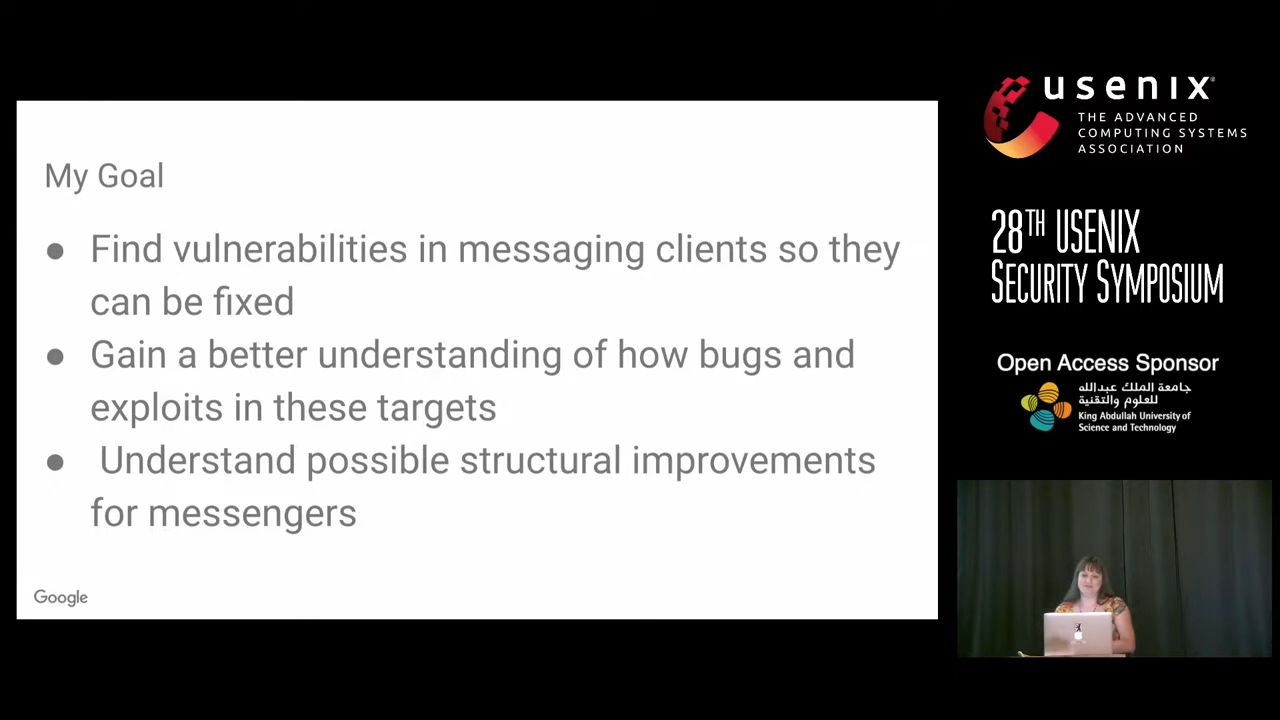 My Goal
● Find vulnerabilities in messaging clients so they
can be fixed
● Gain a better understanding of how bugs and
exploits in these targets
● Understand possible structural improvements
for messengers
Google
usenix
THE ADVANCED
COMPUTING SYSTEMS
ASSOCIATION
28TH USENIX
SECURITY SYMPOSIUM
Open Access Sponsor
جامعة الملك عبدالله
للعلوم والتقنية
King Abdullah University of
Science and Technology